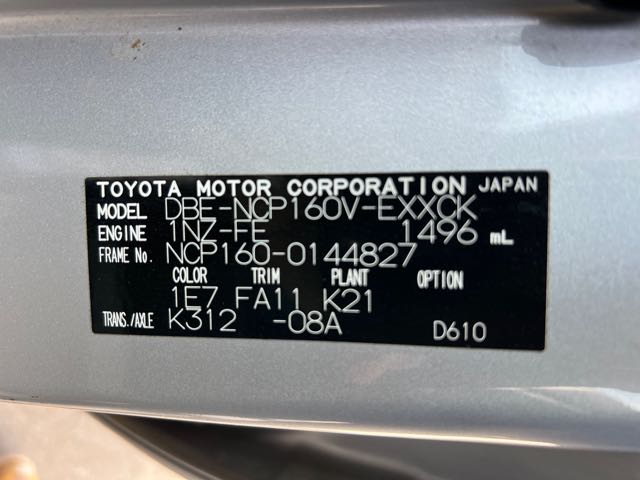 TOYOTA MOTOR CORPORATION JAPAN
MODEL DBE-NCP160V-EXXCK
ENGINE 1NZ-FE 1496 mL
FRAME No. NCP160-0144827
COLOR TRIM PLANT OPTION
1E7 FA11 K21
TRANS./AXLE K312 -08A D610